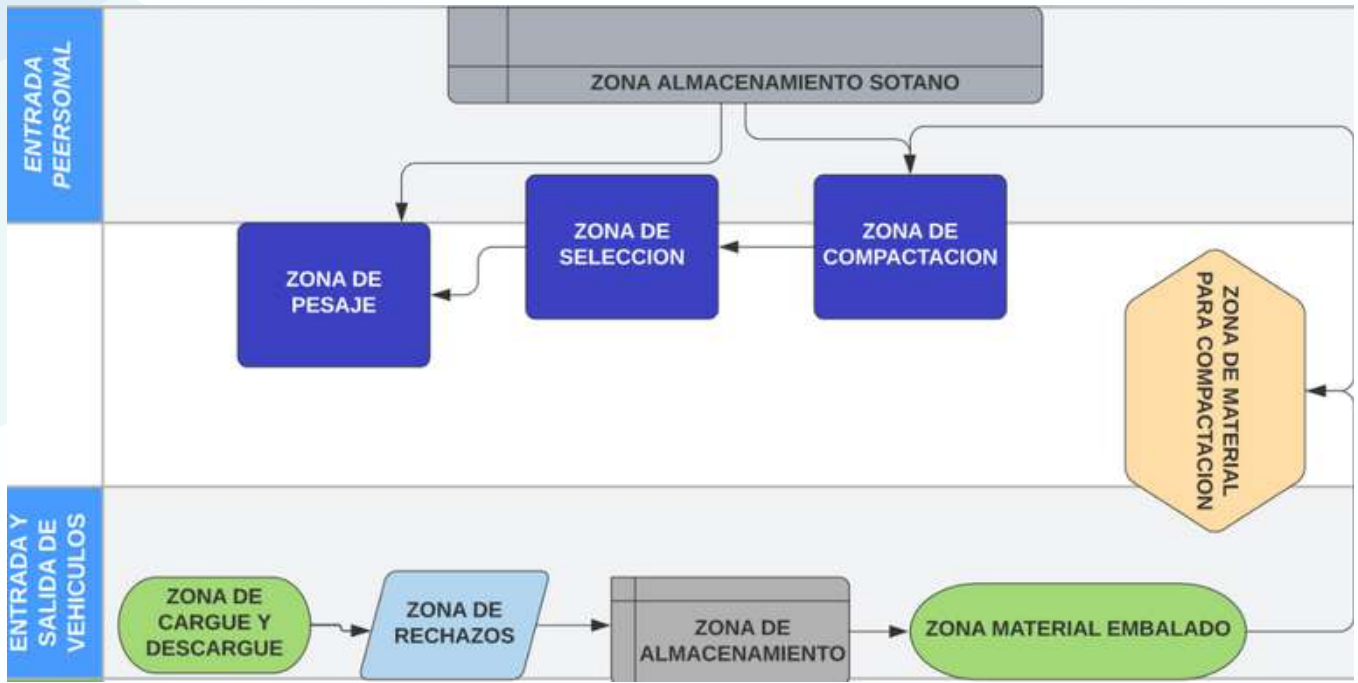 ENTRADA
PEERSONAL
ZONA ALMACENAMIENTO SOTANO
ZONA DE
PESAJE
ZONA DE
SELECCION
ZONA DE
COMPACTACION
ZONA DE MATERIAL
PARA COMPACTACION
ENTRADA Y
SALIDA DE
VEHICULOS
ZONA DE
CARGUE Y
DESCARGUE
ZONA DE
RECHAZOS
ZONA DE
ALMACENAMIENTO
ZONA MATERIAL EMBALADO